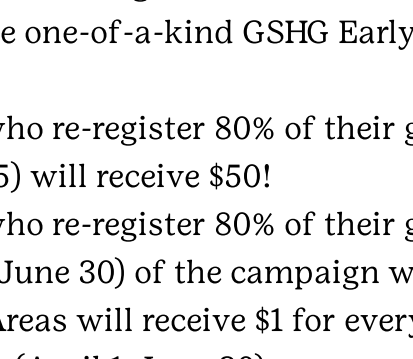 e one-of-a-kind GSHG Early
who re-register 80% of their g
5) will receive $50!
who re-register 80% of their g
June 30) of the campaign w
Areas will receive $1 for every